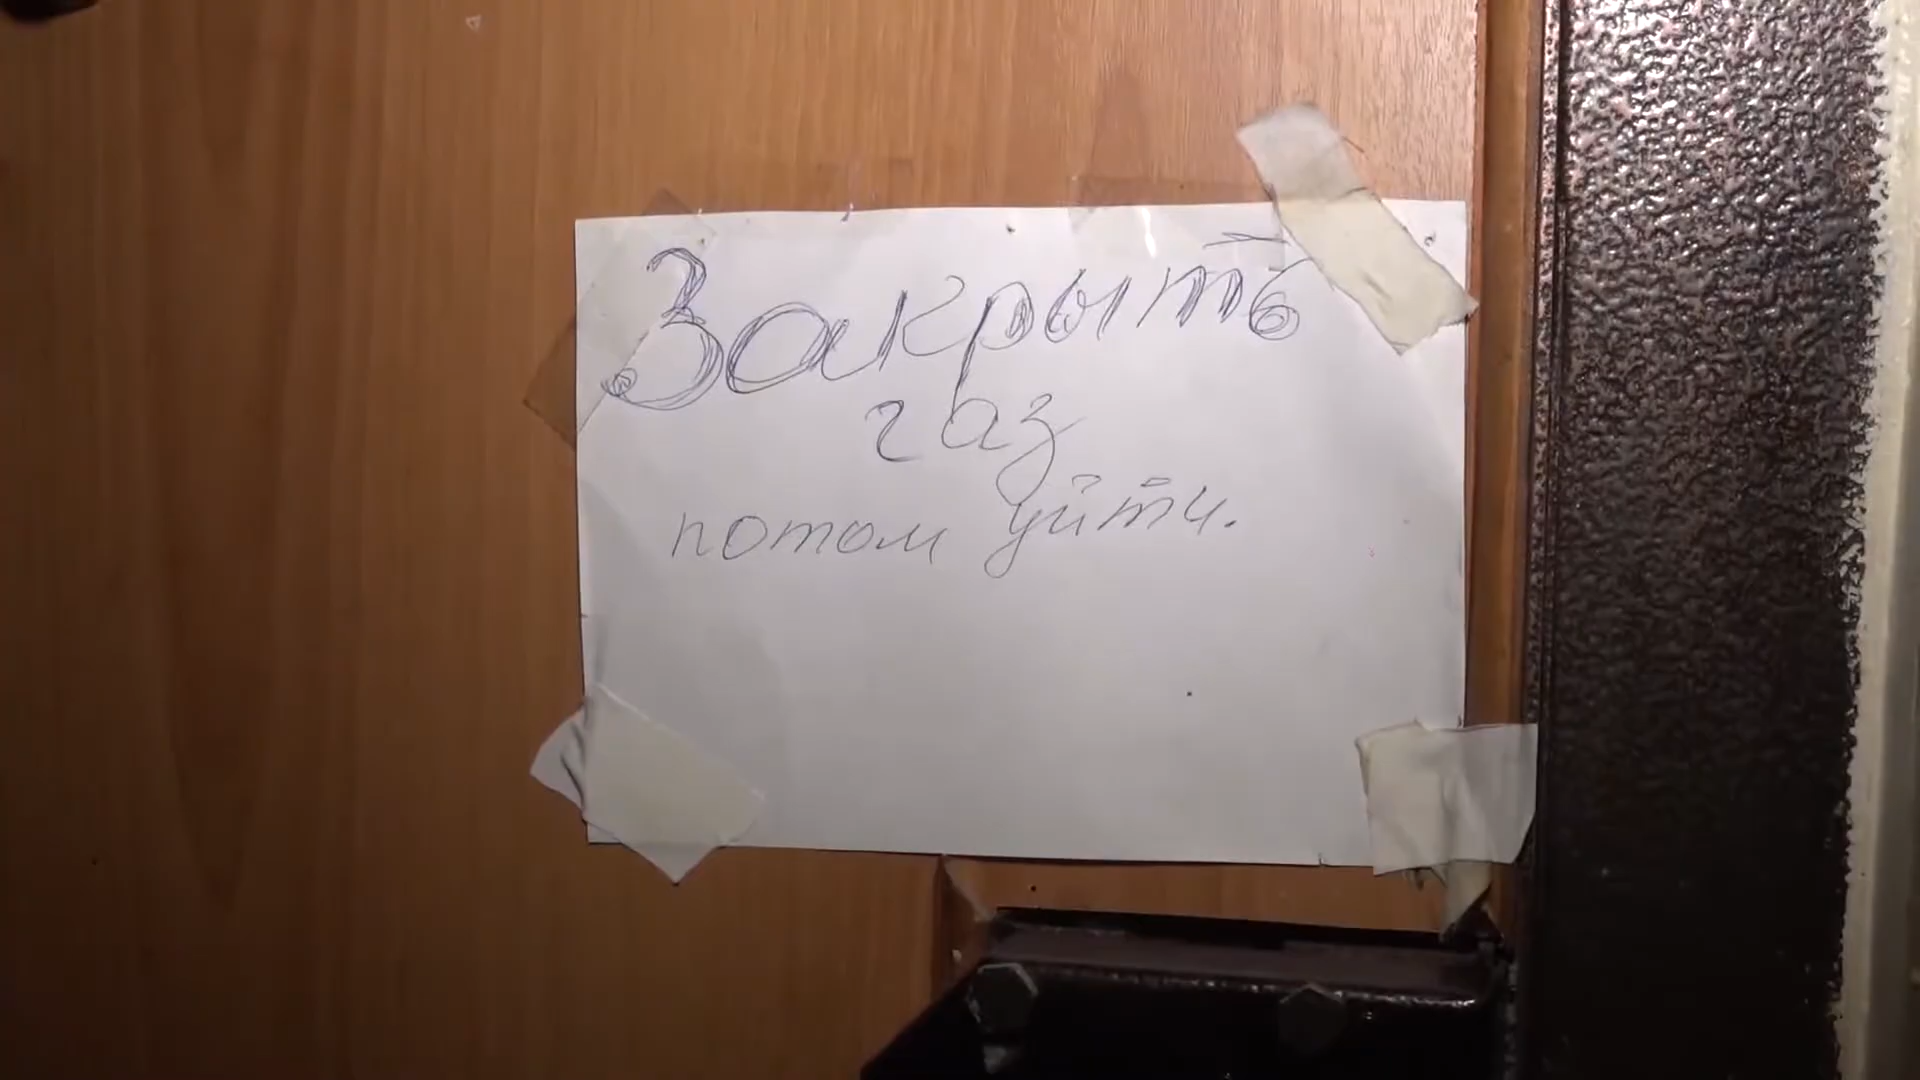 Закрыть
газ
потом уйти.